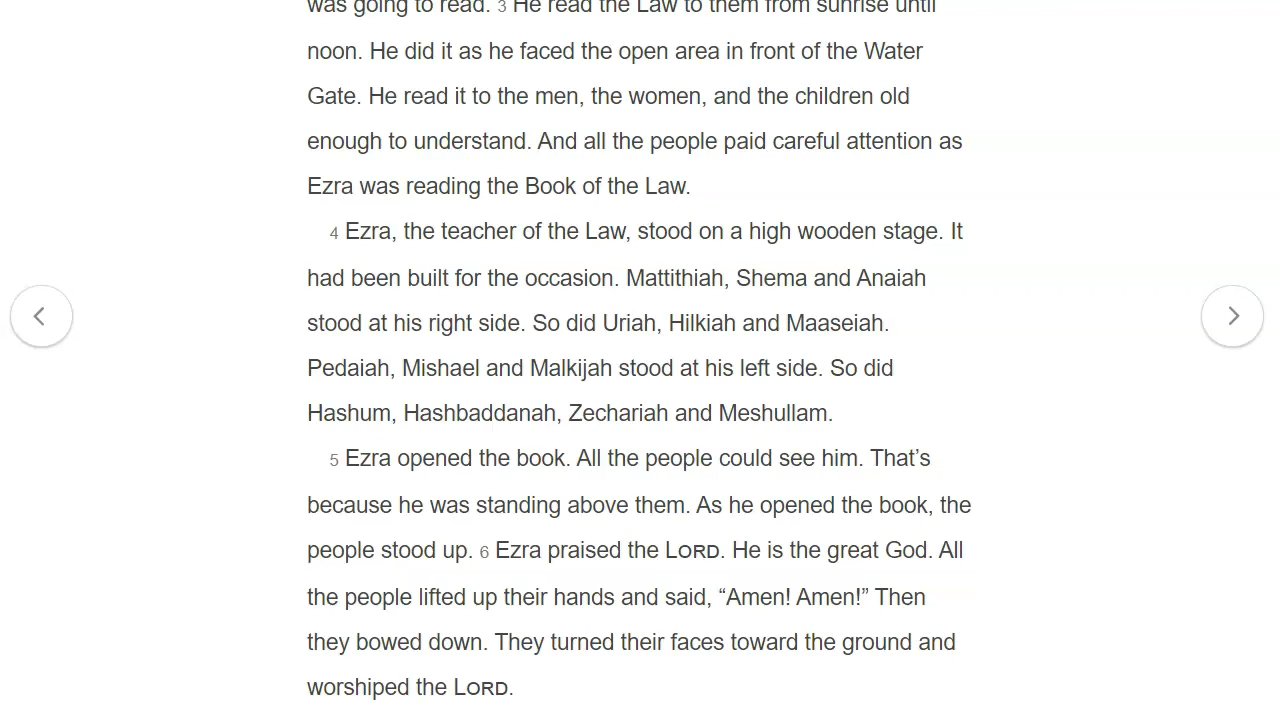 was going to read. 3 He read the Law to them from sunrise until
noon. He did it as he faced the open area in front of the Water
Gate. He read it to the men, the women, and the children old
enough to understand. And all the people paid careful attention as
Ezra was reading the Book of the Law.
4 Ezra, the teacher of the Law, stood on a high wooden stage. It
had been built for the occasion. Mattithiah, Shema and Anaiah
stood at his right side. So did Uriah, Hilkiah and Maaseiah.
Pedaiah, Mishael and Malkijah stood at his left side. So did
Hashum, Hashbaddanah, Zechariah and Meshullam.
5 Ezra opened the book. All the people could see him. That’s
because he was standing above them. As he opened the book, the
people stood up. 6 Ezra praised the LORD. He is the great God. All
the people lifted up their hands and said, “Amen! Amen!” Then
they bowed down. They turned their faces toward the ground and
worshiped the LORD.